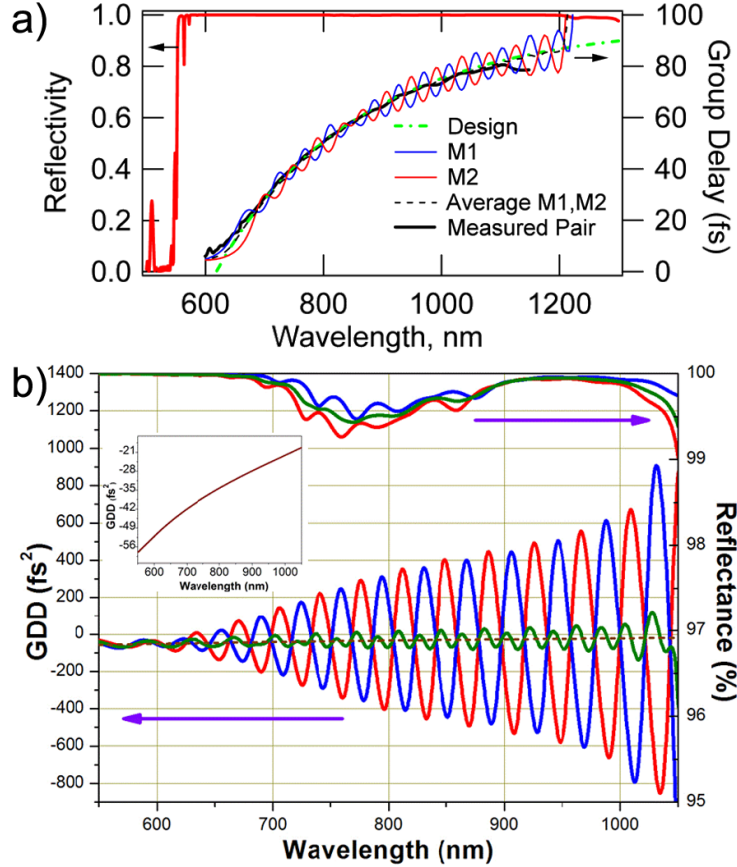 a)
1.0
0.8
0.6
0.4
0.2
0.0
Reflectivity
100
80
60
40
20
0
Group Delay (fs)
Design
M1
M2
Average M1,M2
Measured Pair
600 800 1000 1200
Wavelength, nm
b)
1400
1200
1000
800
600
400
200
0
-200
-400
-600
-800
GDD (fs²)
100
99
98
97
96
95
Reflectance (%)
-21
-28
-35
-42
-49
-56
GDD (fs²)
600 700 800 900 1000
Wavelength (nm)
600 700 800 900 1000
Wavelength (nm)